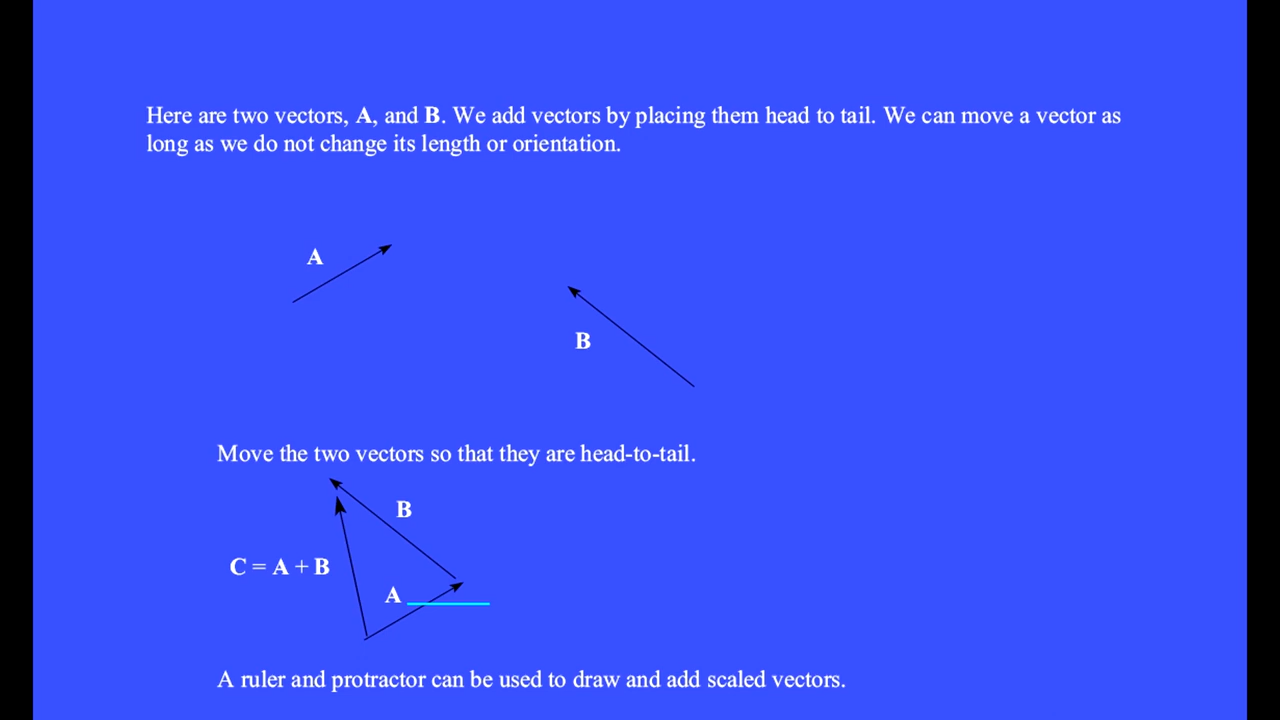 Here are two vectors, A, and B. We add vectors by placing them head to tail. We can move a vector as
long as we do not change its length or orientation.
A
B
Move the two vectors so that they are head-to-tail.
B
C = A + B
A
A ruler and protractor can be used to draw and add scaled vectors.